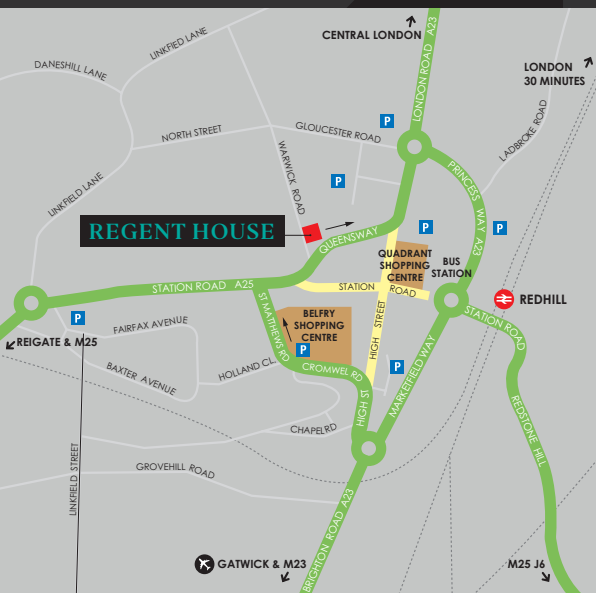 CENTRAL LONDON
LONDON ROAD A23
LINKFIELD LANE
DANESHILL LANE
LONDON
30 MINUTES
P
NORTH STREET
GLOUCESTER ROAD
LADBROKE ROAD
WARWICK ROAD
P
PRINCESS WAY A23
LINKFIELD LANE
REGENT HOUSE
QUEENSWAY
P
P
QUADRANT
SHOPPING
CENTRE
BUS
STATION
STATION ROAD A25
STATION ROAD
REDHILL
STATION ROAD
P
FAIRFAX AVENUE
ST MATTHEWS RD
BELFRY
SHOPPING
CENTRE
P
HIGH STREET
REIGATE & M25
BAXTER AVENUE
HOLLAND CL.
CROMWEL RD
P
MARKETFIELD WAY
HIGH ST
REDSTONE HILL
CHAPELRD
LINKFIELD STREET
GROVEHILL ROAD
BRIGHTON ROAD A23
GATWICK & M23
M25 J6